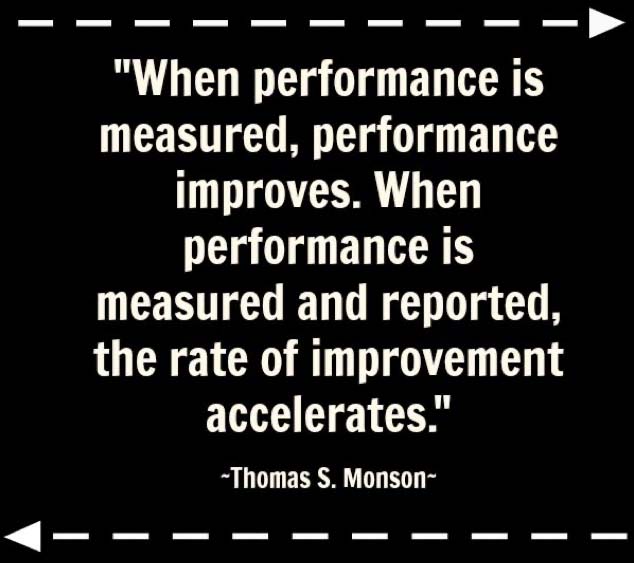 "When performance is
measured, performance
improves. When
performance is
measured and reported,
the rate of improvement
accelerates."
~Thomas S. Monson~